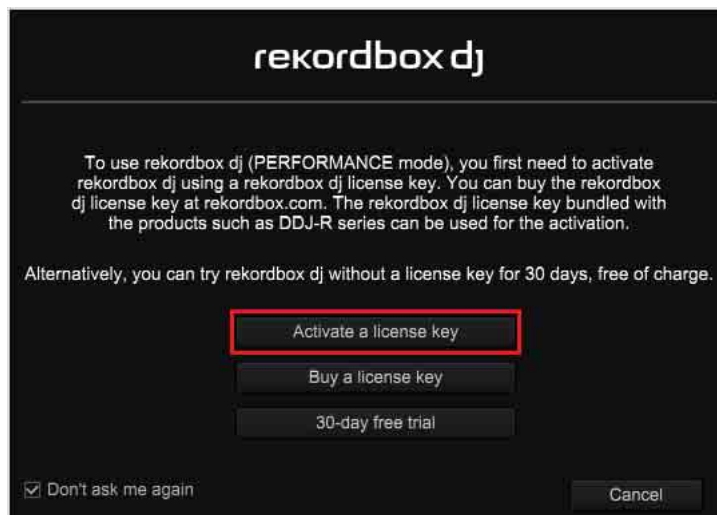 rekordbox dj
To use rekordbox dj (PERFORMANCE mode), you first need to activate
rekordbox dj using a rekordbox dj license key. You can buy the rekordbox
dj license key at rekordbox.com. The rekordbox dj license key bundled with
the products such as DDJ-R series can be used for the activation.
Alternatively, you can try rekordbox dj without a license key for 30 days, free of charge.
Activate a license key
Buy a license key
30-day free trial
Don't ask me again
Cancel